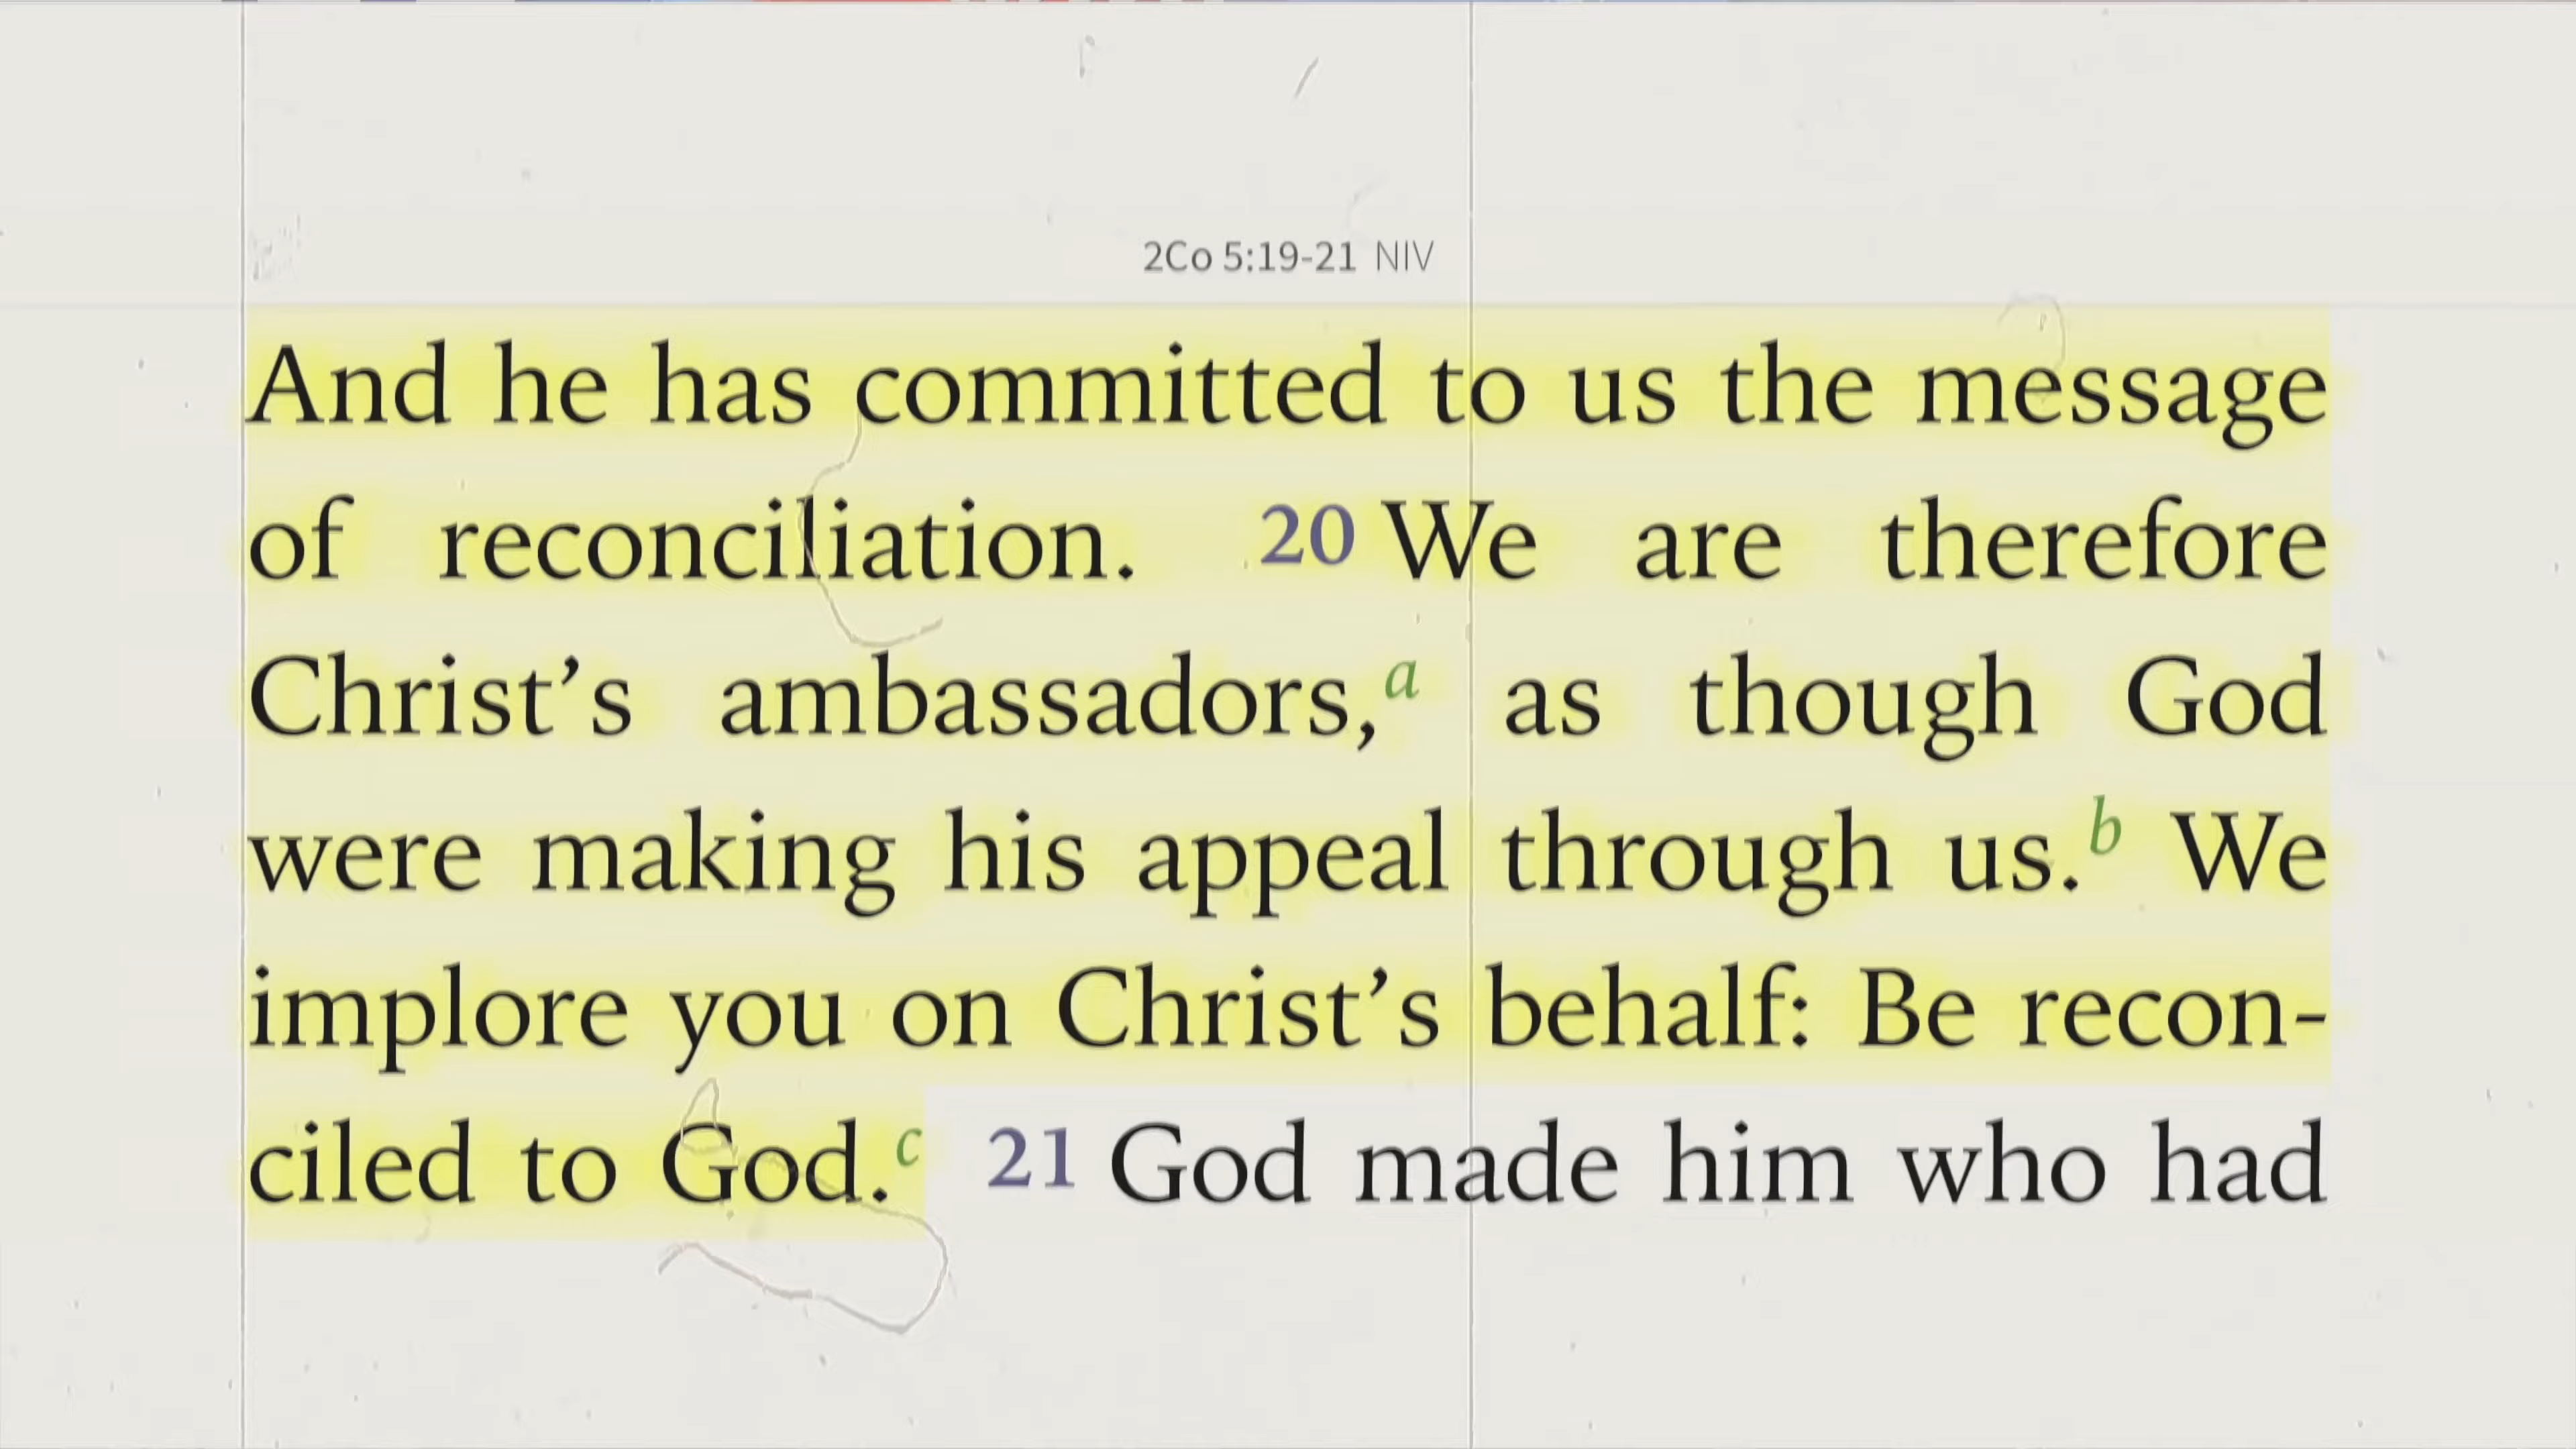 2Co 5:19-21 NIV
And he has committed to us the message
of reconciliation. 20 We are therefore
Christ’s ambassadors,a as though God
were making his appeal through us.b We
implore you on Christ’s behalf: Be recon-
ciled to God.c 21 God made him who had